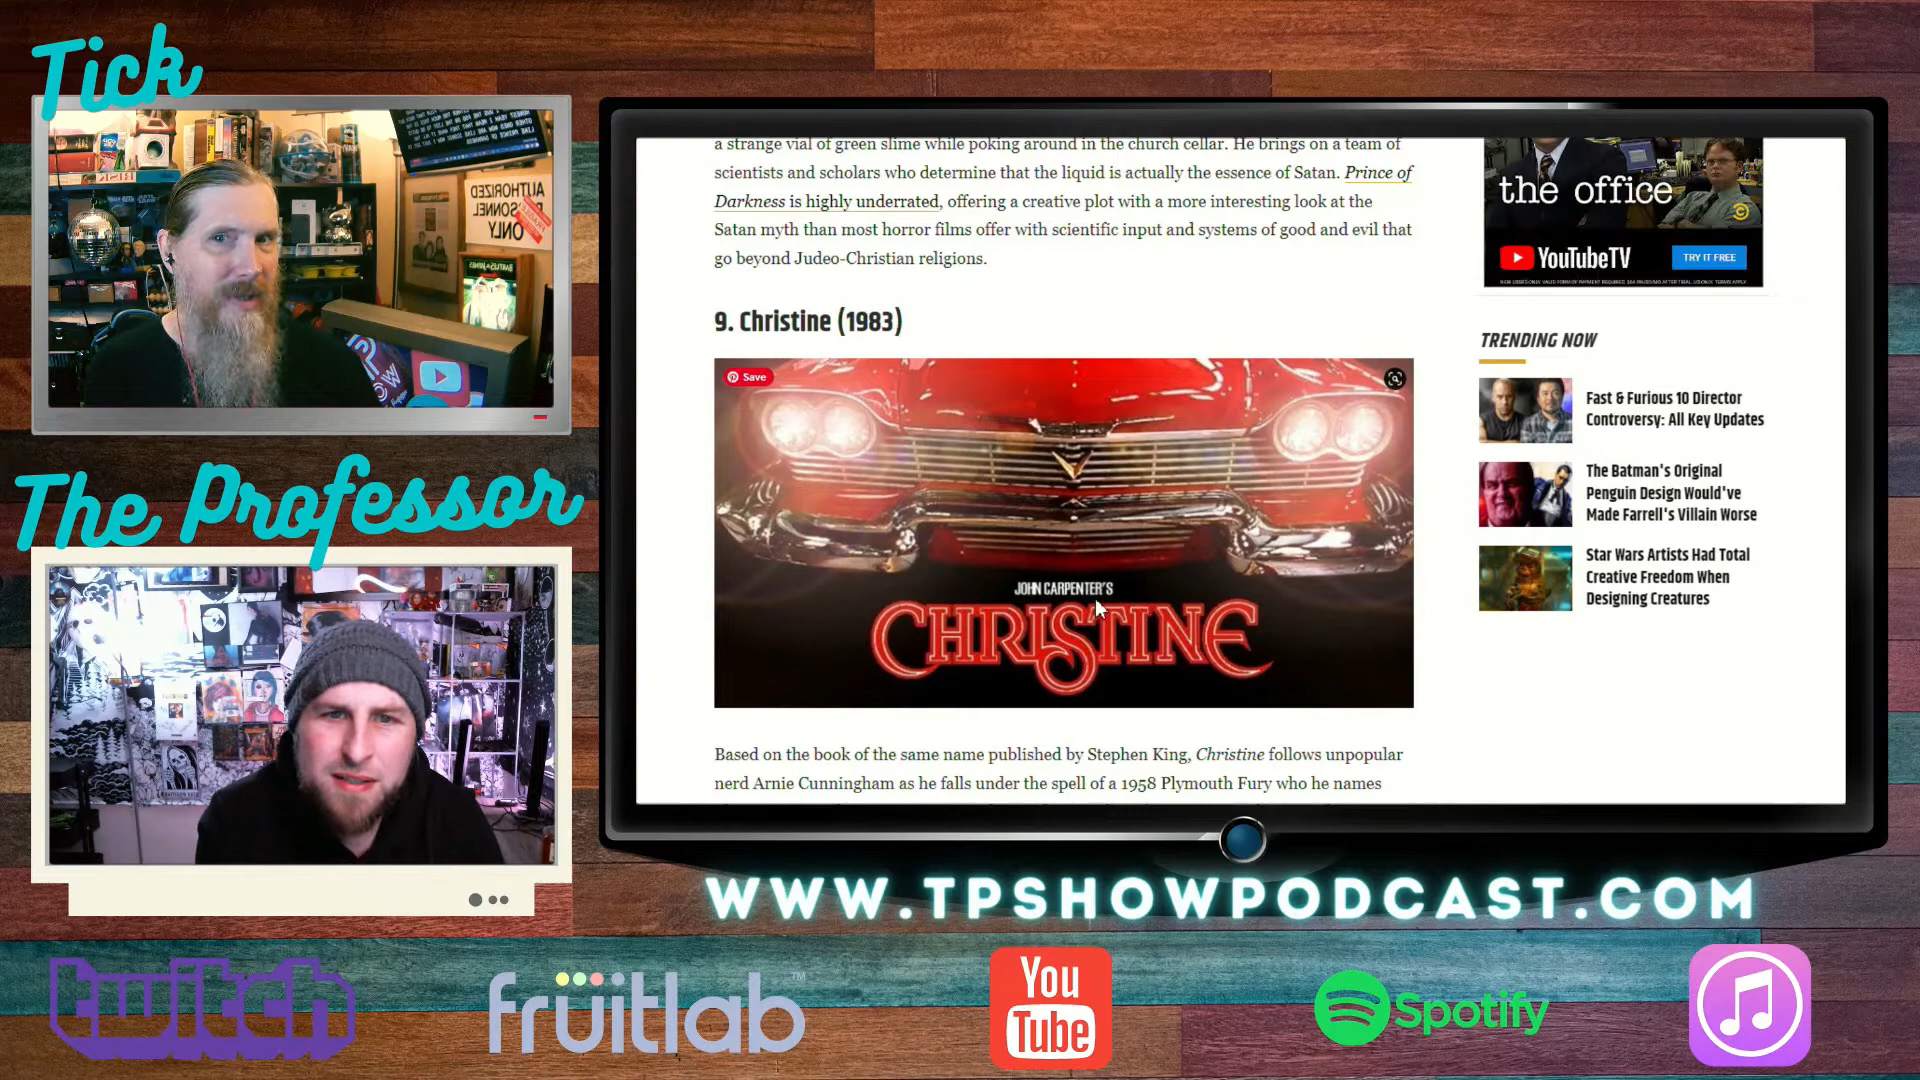 Tick
AUTHORIZED
PERSONNEL
ONLY
BARTLES & JAYMES
RISK
The Professor
a strange vial of green slime while poking around in the church cellar. He brings on a team of
scientists and scholars who determine that the liquid is actually the essence of Satan. Prince of
Darkness is highly underrated, offering a creative plot with a more interesting look at the
Satan myth than most horror films offer with scientific input and systems of good and evil that
go beyond Judeo-Christian religions.
9. Christine (1983)
Save
JOHN CARPENTER'S
CHRISTINE
Based on the book of the same name published by Stephen King, Christine follows unpopular
nerd Arnie Cunningham as he falls under the spell of a 1958 Plymouth Fury who he names
the office
YouTubeTV
TRY IT FREE
TRENDING NOW
Fast & Furious 10 Director
Controversy: All Key Updates
The Batman's Original
Penguin Design Would've
Made Farrell's Villain Worse
Star Wars Artists Had Total
Creative Freedom When
Designing Creatures
WWW.TPSHOWPODCAST.COM
twitch
früitlab™
You
Tube
Spotify